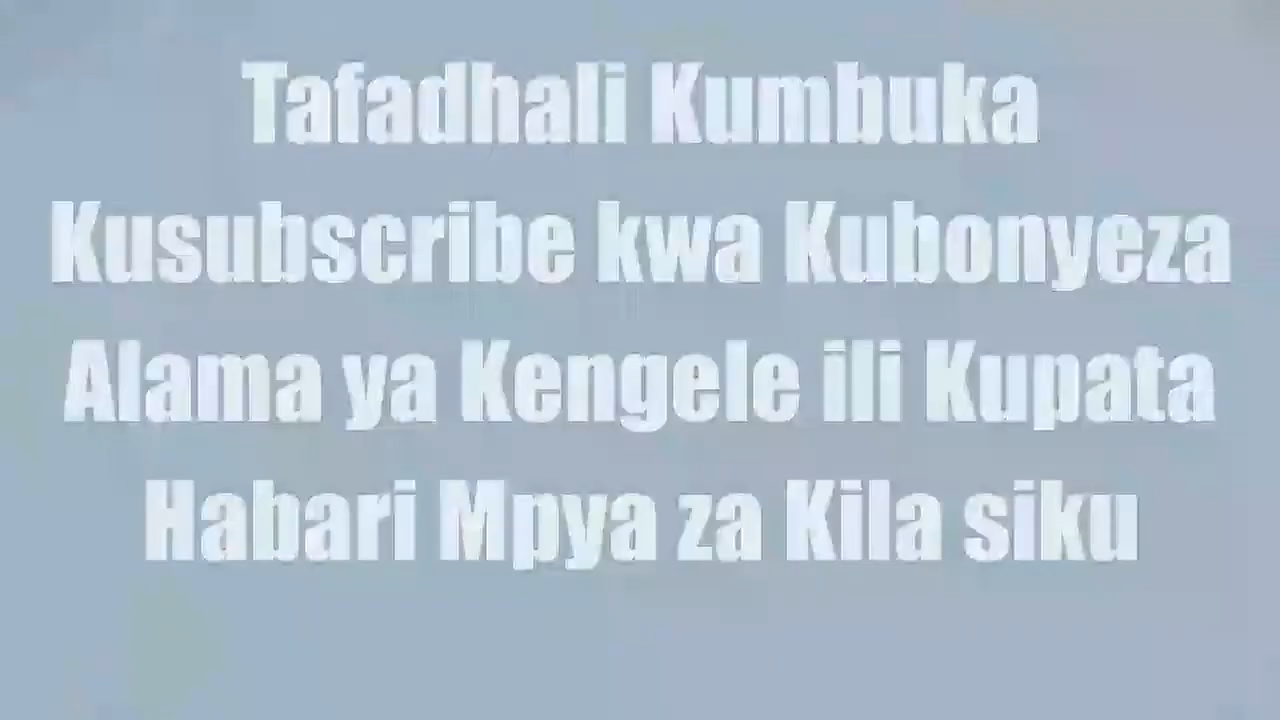 Tafadhali Kumbuka
Kusubscribe kwa Kubonyeza
Alama ya Kengele ili Kupata
Habari Mpya za Kila siku